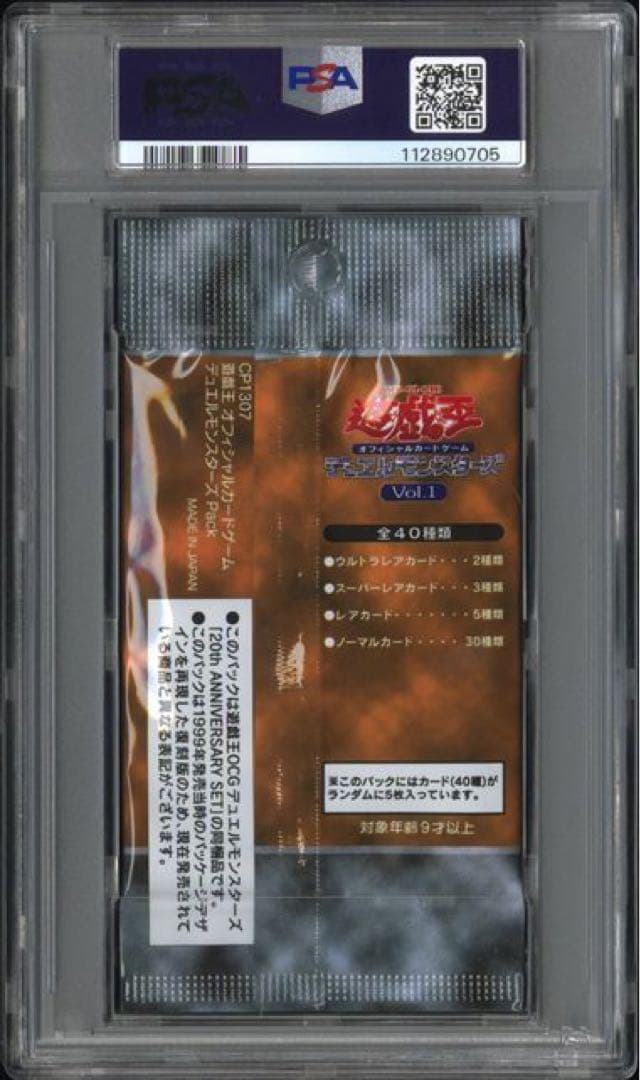 PSA
112890705
遊戯王
オフィシャルカードゲーム
デュエルモンスターズ
Vol.1
全40種類
●ウルトラレアカード・・・2種類
●スーパーレアカード・・・3種類
●レアカード・・・・・・・5種類
●ノーマルカード・・・・・30種類
※このパックにはカード(40種)が
ランダムに5枚入っています。
対象年齢9才以上
CP1307
遊戯王 オフィシャルカードゲーム
デュエルモンスターズ Pack
MADE IN JAPAN
●このパックは遊戯王OCG デュエルモンスターズ
「20th ANNIVERSARY SET」の同梱品です。
●このパックは1999年発売当時のパッケージデザ
インを再現した復刻版のため、現在発売されて
いる商品と異なる表記がございます。